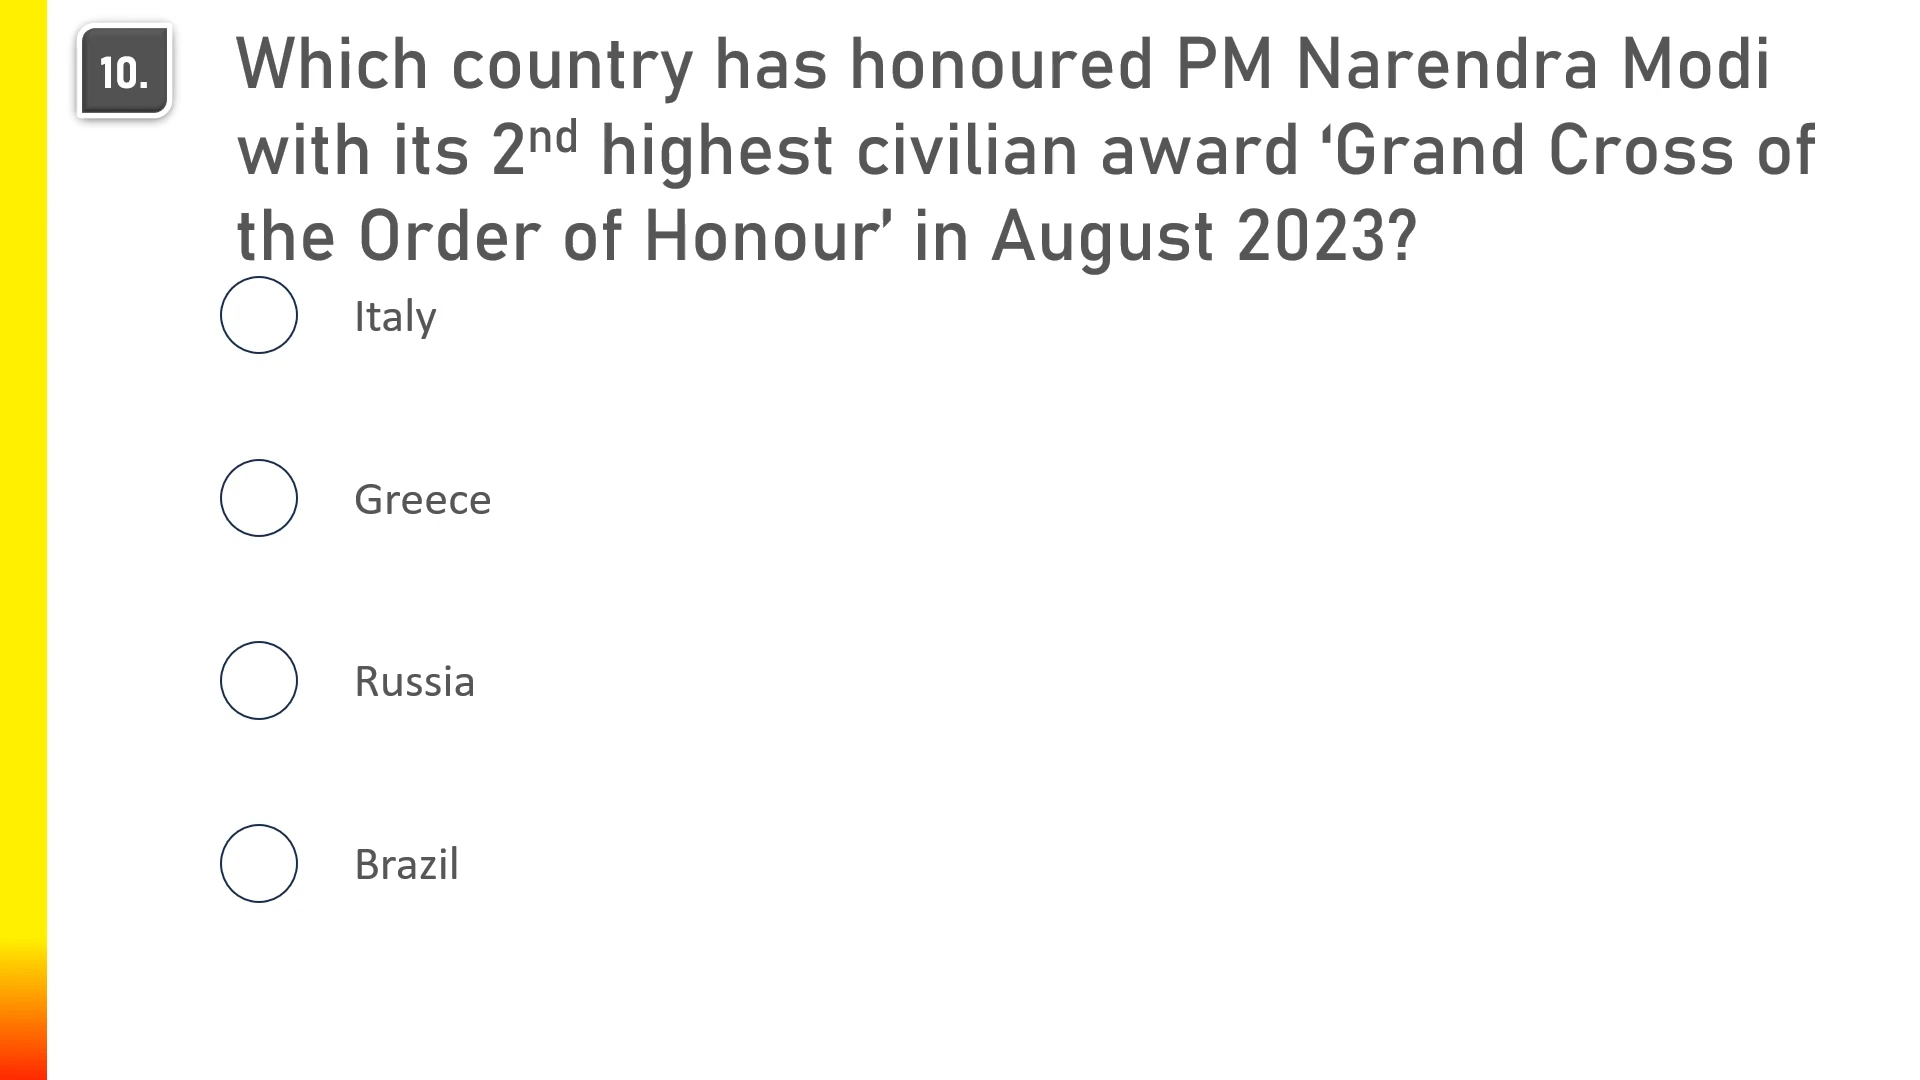 10.
Which country has honoured PM Narendra Modi
with its 2nd highest civilian award ‘Grand Cross of
the Order of Honour’ in August 2023?
Italy
Greece
Russia
Brazil